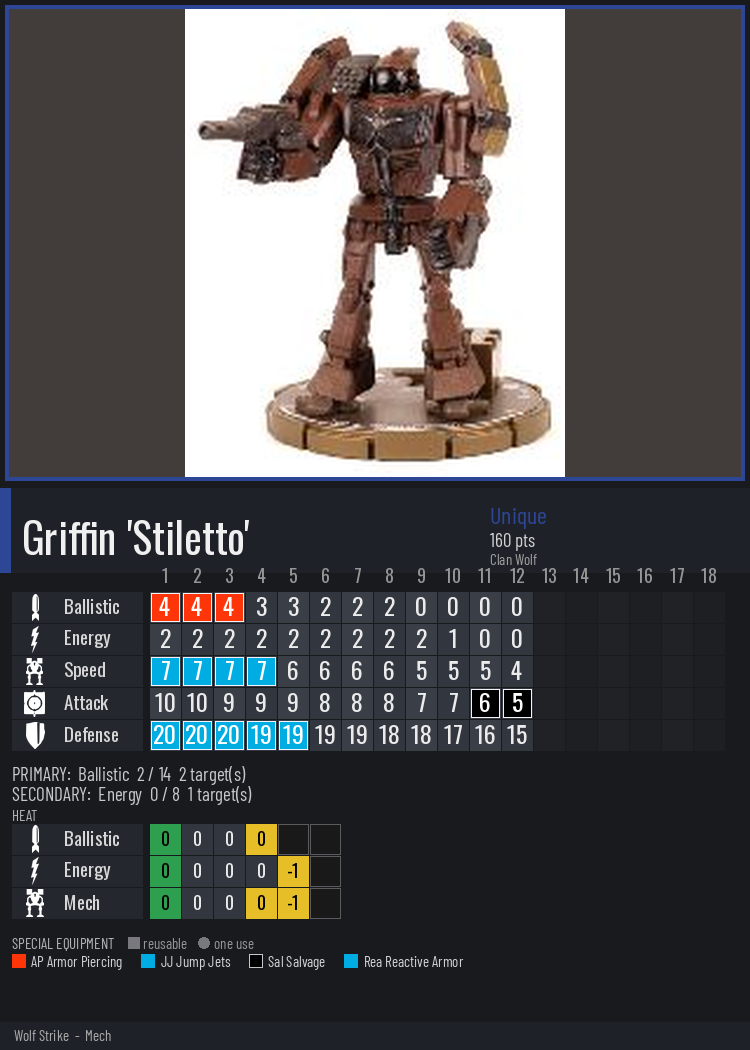 Griffin 'Stiletto'
Unique
160 pts
Clan Wolf
1 2 3 4 5 6 7 8 9 10 11 12 13 14 15 16 17 18
Ballistic 4 4 4 3 3 2 2 2 0 0 0 0
Energy 2 2 2 2 2 2 2 2 2 1 0 0
Speed 7 7 7 7 6 6 6 6 5 5 5 4
Attack 10 10 9 9 9 8 8 8 7 7 6 5
Defense 20 20 20 19 19 19 19 18 18 17 16 15
PRIMARY: Ballistic 2 / 14 2 target(s)
SECONDARY: Energy 0 / 8 1 target(s)
HEAT
Ballistic 0 0 0 0
Energy 0 0 0 0 -1
Mech 0 0 0 0 -1
SPECIAL EQUIPMENT reusable one use
AP Armor Piercing JJ Jump Jets Sal Salvage Rea Reactive Armor
Wolf Strike - Mech